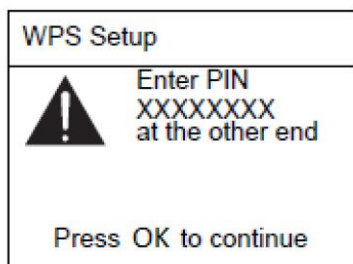 WPS Setup
Enter PIN
XXXXXXXX
at the other end
Press OK to continue